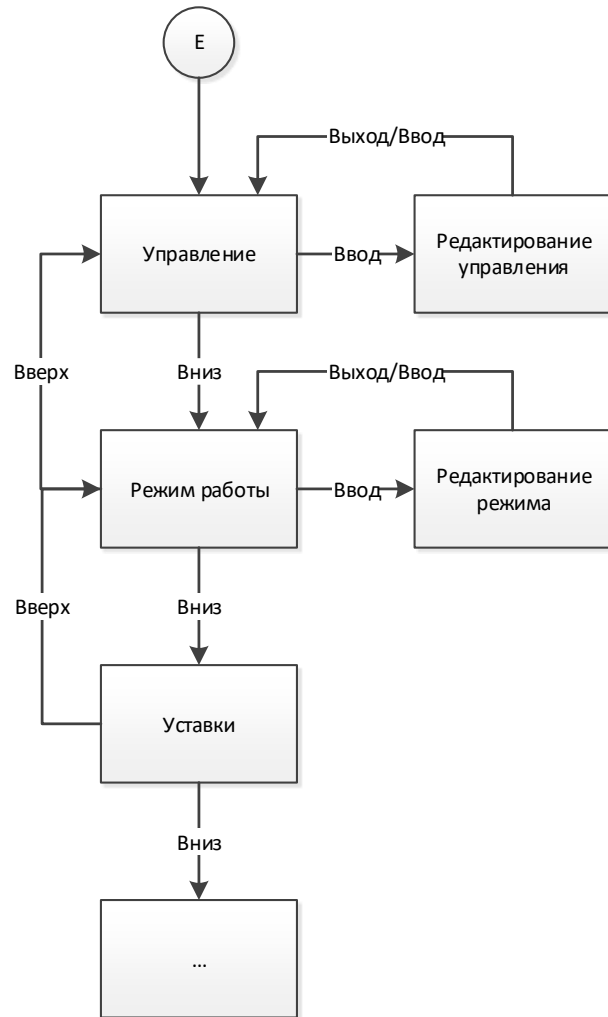 E
Выход/Ввод
Управление
Ввод
Редактирование
управления
Вверх
Вниз
Выход/Ввод
Режим работы
Ввод
Редактирование
режима
Вверх
Вниз
Уставки
Вниз
...